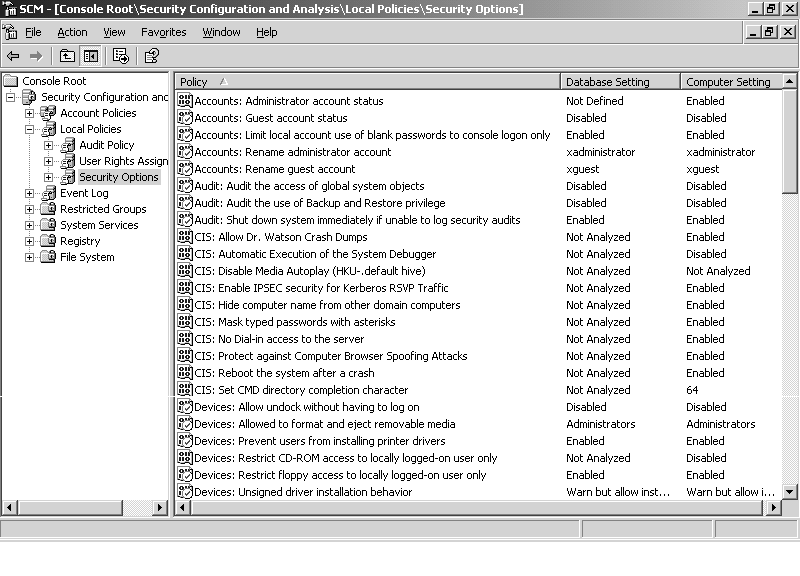 SCM - [Console Root\Security Configuration and Analysis\Local Policies\Security Options]
File Action View Favorites Window Help
Console Root
Security Configuration and
Account Policies
Local Policies
Audit Policy
User Rights Assign
Security Options
Event Log
Restricted Groups
System Services
Registry
File System
Policy Database Setting Computer Setting
Accounts: Administrator account status Not Defined Enabled
Accounts: Guest account status Disabled Disabled
Accounts: Limit local account use of blank passwords to console logon only Enabled Enabled
Accounts: Rename administrator account xadministrator xadministrator
Accounts: Rename guest account xguest xguest
Audit: Audit the access of global system objects Disabled Disabled
Audit: Audit the use of Backup and Restore privilege Disabled Disabled
Audit: Shut down system immediately if unable to log security audits Enabled Enabled
CIS: Allow Dr. Watson Crash Dumps Not Analyzed Enabled
CIS: Automatic Execution of the System Debugger Not Analyzed Disabled
CIS: Disable Media Autoplay (HKU-.default hive) Not Analyzed Not Analyzed
CIS: Enable IPSEC security for Kerberos RSVP Traffic Not Analyzed Enabled
CIS: Hide computer name from other domain computers Not Analyzed Enabled
CIS: Mask typed passwords with asterisks Not Analyzed Enabled
CIS: No Dial-in access to the server Not Analyzed Enabled
CIS: Protect against Computer Browser Spoofing Attacks Not Analyzed Enabled
CIS: Reboot the system after a crash Not Analyzed Enabled
CIS: Set CMD directory completion character Not Analyzed 64
Devices: Allow undock without having to log on Disabled Disabled
Devices: Allowed to format and eject removable media Administrators Administrators
Devices: Prevent users from installing printer drivers Enabled Enabled
Devices: Restrict CD-ROM access to locally logged-on user only Not Analyzed Disabled
Devices: Restrict floppy access to locally logged-on user only Enabled Enabled
Devices: Unsigned driver installation behavior Warn but allow inst... Warn but allow i...